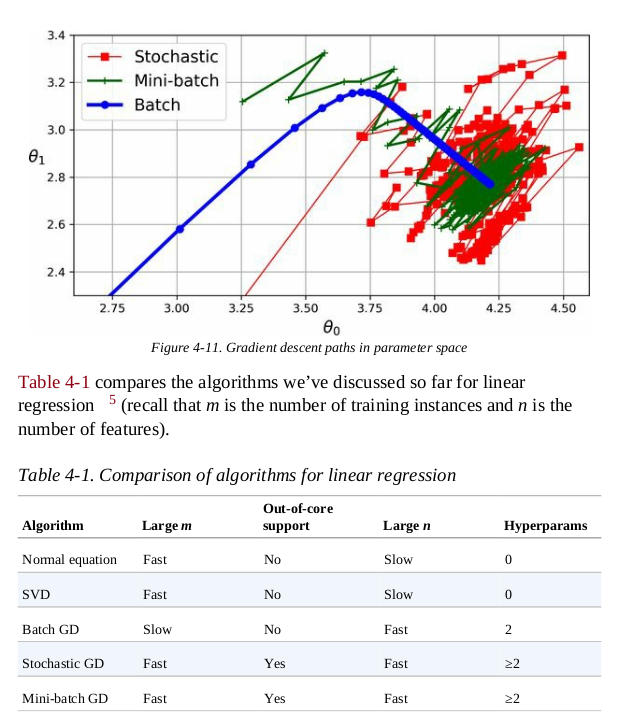 3.4
3.2
3.0
2.8
2.6
2.4
θ1
Stochastic
Mini-batch
Batch
2.75 3.00 3.25 3.50 3.75 4.00 4.25 4.50
θ0
Figure 4-11. Gradient descent paths in parameter space
Table 4-1 compares the algorithms we’ve discussed so far for linear
regression 5 (recall that m is the number of training instances and n is the
number of features).
Table 4-1. Comparison of algorithms for linear regression
Algorithm Large m Out-of-core support Large n Hyperparams
Normal equation Fast No Slow 0
SVD Fast No Slow 0
Batch GD Slow No Fast 2
Stochastic GD Fast Yes Fast ≥2
Mini-batch GD Fast Yes Fast ≥2